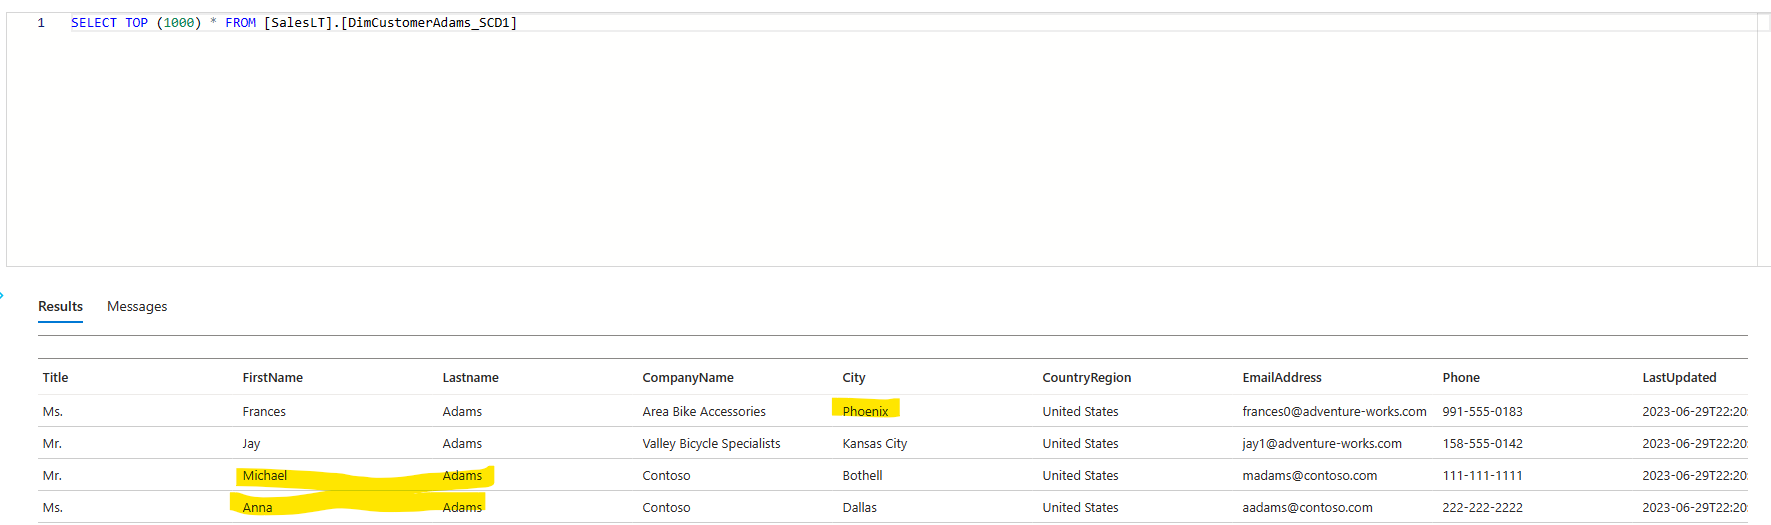 1 SELECT TOP (1000) * FROM [SalesLT].[DimCustomerAdams_SCD1]
Results Messages
Title FirstName Lastname CompanyName City CountryRegion EmailAddress Phone LastUpdated
Ms. Frances Adams Area Bike Accessories Phoenix United States frances0@adventure-works.com 991-555-0183 2023-06-29T22:20:
Mr. Jay Adams Valley Bicycle Specialists Kansas City United States jay1@adventure-works.com 158-555-0142 2023-06-29T22:20:
Mr. Michael Adams Contoso Bothell United States madams@contoso.com 111-111-1111 2023-06-29T22:20:
Ms. Anna Adams Contoso Dallas United States aadams@contoso.com 222-222-2222 2023-06-29T22:20: